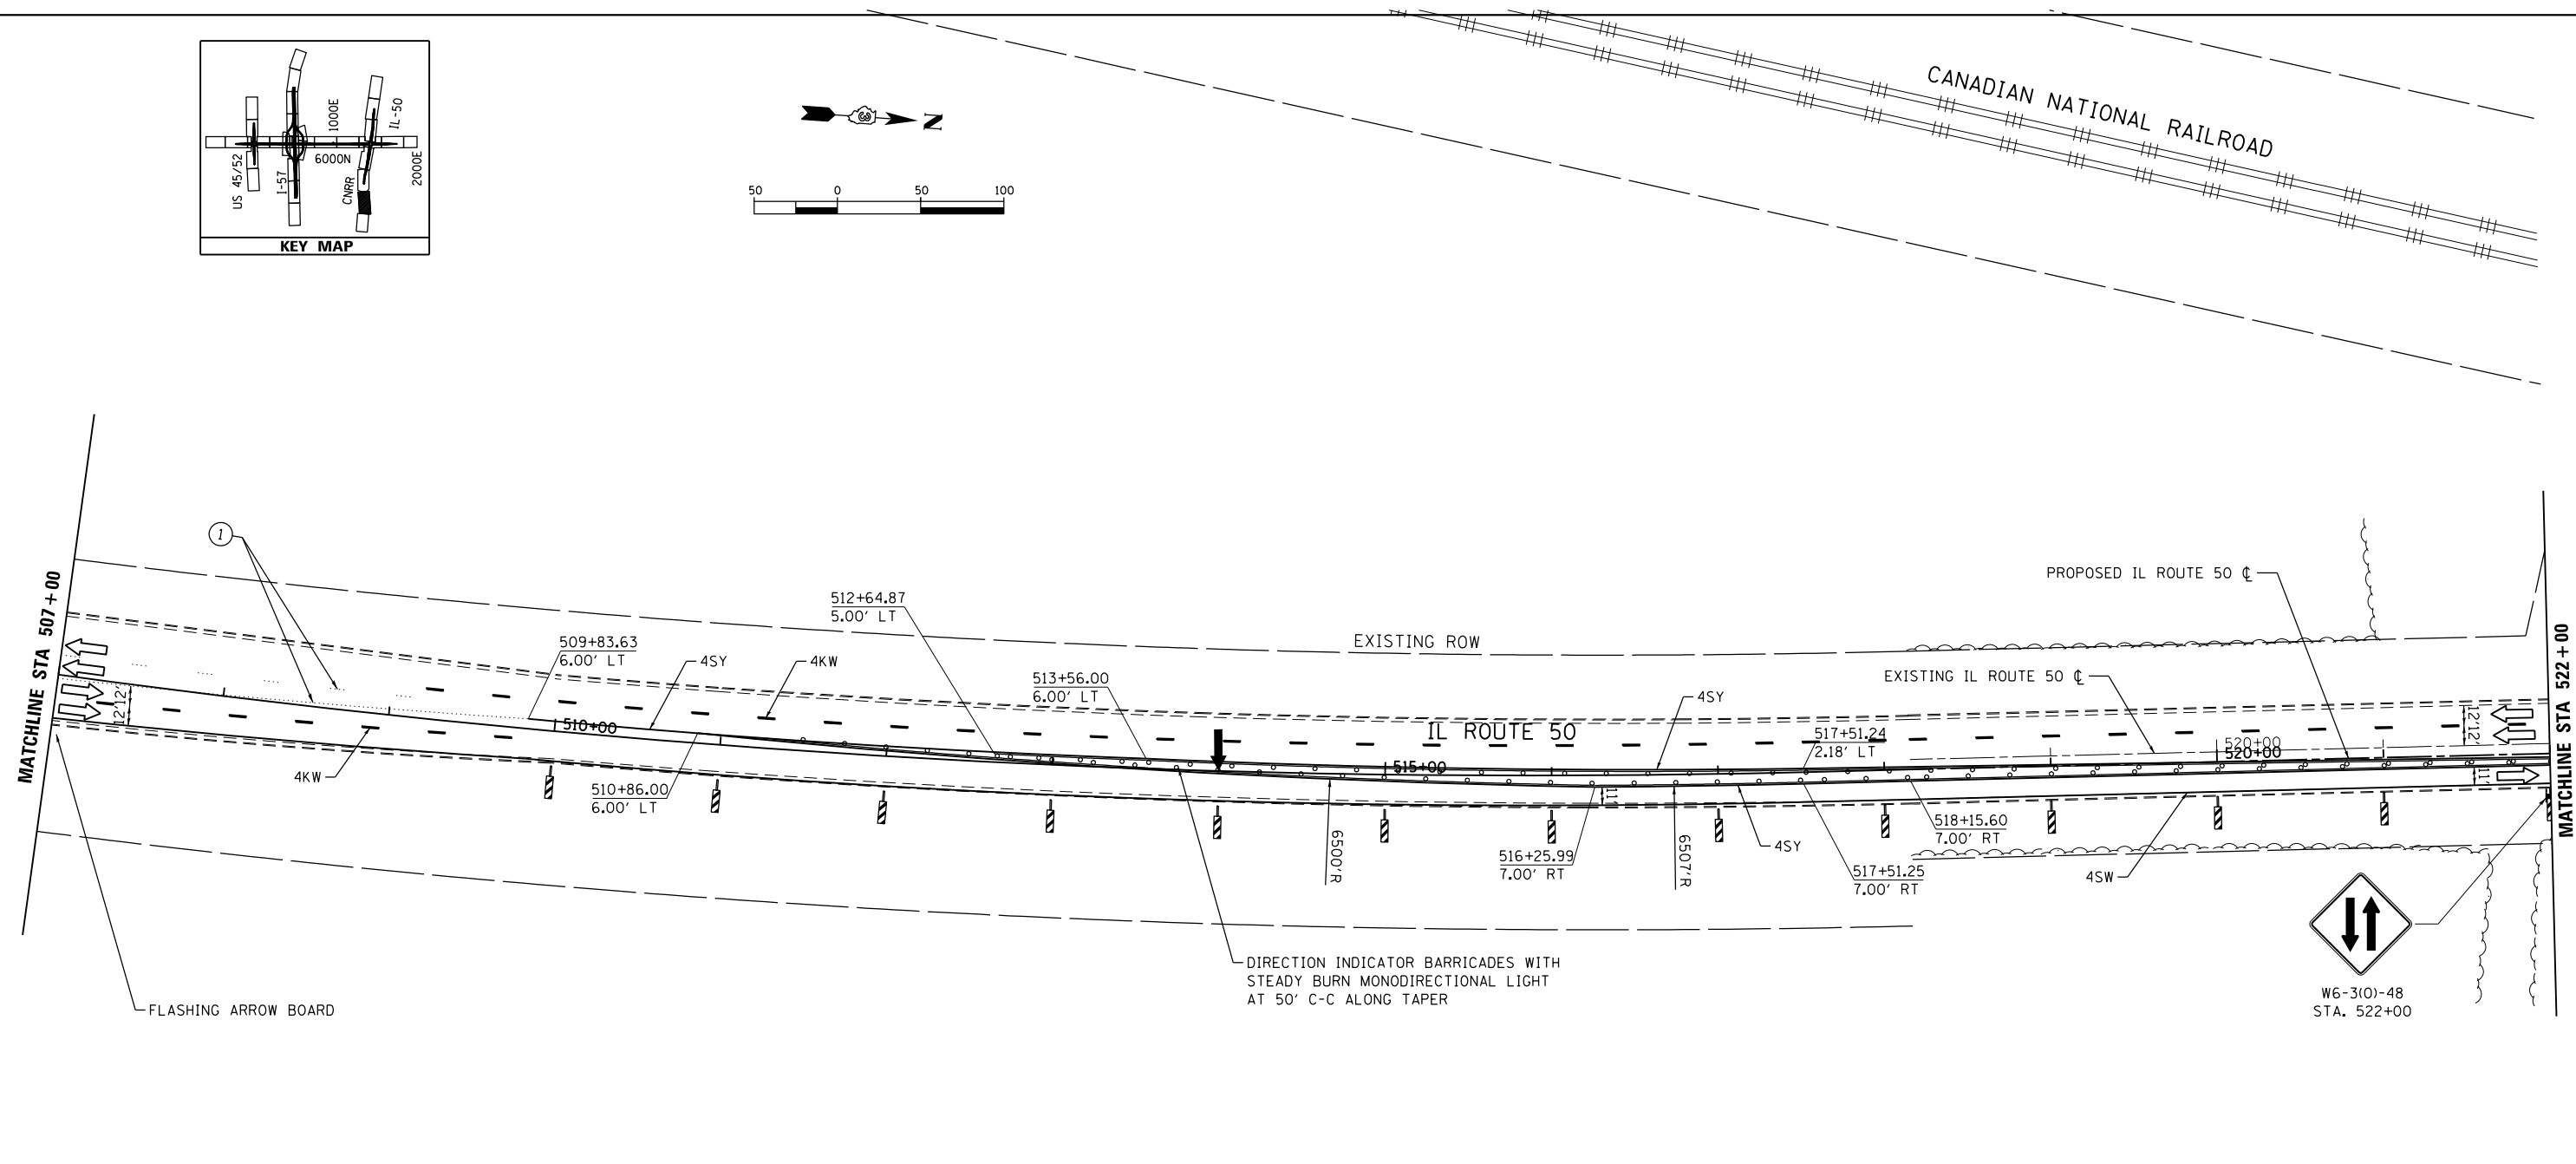 CANADIAN NATIONAL RAILROAD
US 45/52
I-57
1000E
6000N
IL-50
CNRR
2000E
KEY MAP
N
50 0 50 100
MATCHLINE STA 507+00
1
12' 12'
509+83.63
6.00' LT
4SY
4KW
512+64.87
5.00' LT
513+56.00
6.00' LT
EXISTING ROW
4SY
IL ROUTE 50
517+51.24
2.18' LT
PROPOSED IL ROUTE 50 ℄
EXISTING IL ROUTE 50 ℄
12' 12'
520+00
520+00
510+00
515+00
4KW
510+86.00
6.00' LT
11'
11'
6500'R
6507'R
516+25.99
7.00' RT
4SY
517+51.25
7.00' RT
518+15.60
7.00' RT
4SW
MATCHLINE STA 522+00
FLASHING ARROW BOARD
DIRECTION INDICATOR BARRICADES WITH
STEADY BURN MONODIRECTIONAL LIGHT
AT 50' C-C ALONG TAPER
W6-3(O)-48
STA. 522+00